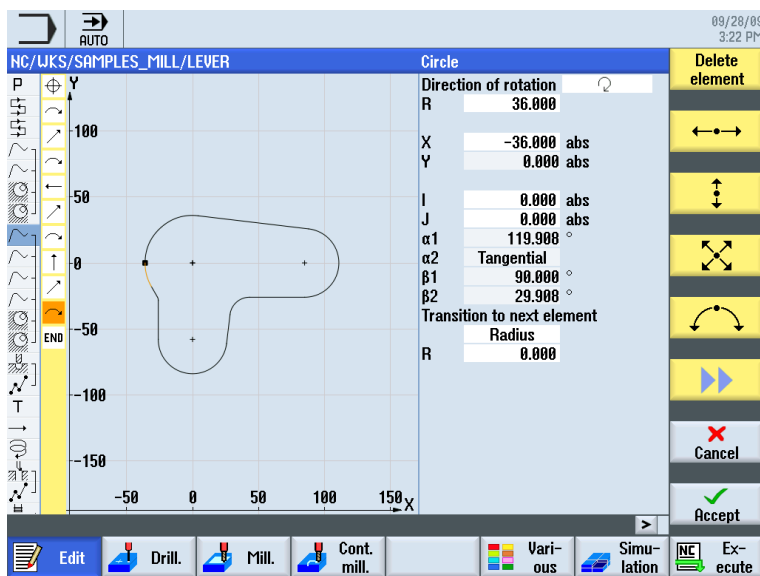 09/28/09
3:22 PM
AUTO
NC/WKS/SAMPLES_MILL/LEVER
Circle
Delete
element
P
Y
Direction of rotation
R 36.000
100
X -36.000 abs
Y 0.000 abs
50
I 0.000 abs
J 0.000 abs
α1 119.908 °
α2 Tangential
0
β1 90.000 °
β2 29.908 °
Transition to next element
Radius
-50
END
R 0.000
-100
T
-150
-50 0 50 100 150 X
Cancel
Accept
>
Edit
Drill.
Mill.
Cont.
mill.
Vari-
ous
Simu-
lation
NC
Ex-
ecute